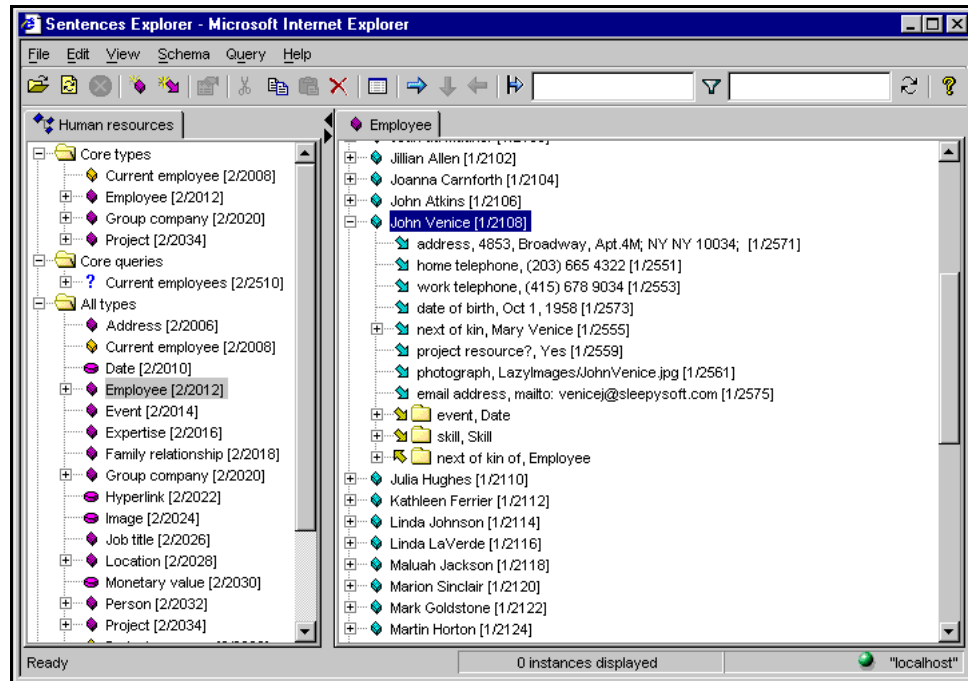 Sentences Explorer - Microsoft Internet Explorer
File Edit View Schema Query Help
Human resources
Core types
Current employee [2/2008]
Employee [2/2012]
Group company [2/2020]
Project [2/2034]
Core queries
? Current employees [2/2510]
All types
Address [2/2006]
Current employee [2/2008]
Date [2/2010]
Employee [2/2012]
Event [2/2014]
Expertise [2/2016]
Family relationship [2/2018]
Group company [2/2020]
Hyperlink [2/2022]
Image [2/2024]
Job title [2/2026]
Location [2/2028]
Monetary value [2/2030]
Person [2/2032]
Project [2/2034]
Employee
Jillian Allen [1/2102]
Joanna Carnforth [1/2104]
John Atkins [1/2106]
John Venice [1/2108]
address, 4853, Broadway, Apt.4M; NY NY 10034; [1/2571]
home telephone, (203) 665 4322 [1/2551]
work telephone, (415) 678 9034 [1/2553]
date of birth, Oct 1, 1958 [1/2573]
next of kin, Mary Venice [1/2555]
project resource?, Yes [1/2559]
photograph, LazyImages/JohnVenice.jpg [1/2561]
email address, mailto: venicej@sleepysoft.com [1/2575]
event, Date
skill, Skill
next of kin of, Employee
Julia Hughes [1/2110]
Kathleen Ferrier [1/2112]
Linda Johnson [1/2114]
Linda LaVerde [1/2116]
Maluah Jackson [1/2118]
Marion Sinclair [1/2120]
Mark Goldstone [1/2122]
Martin Horton [1/2124]
Ready
0 instances displayed
"localhost"